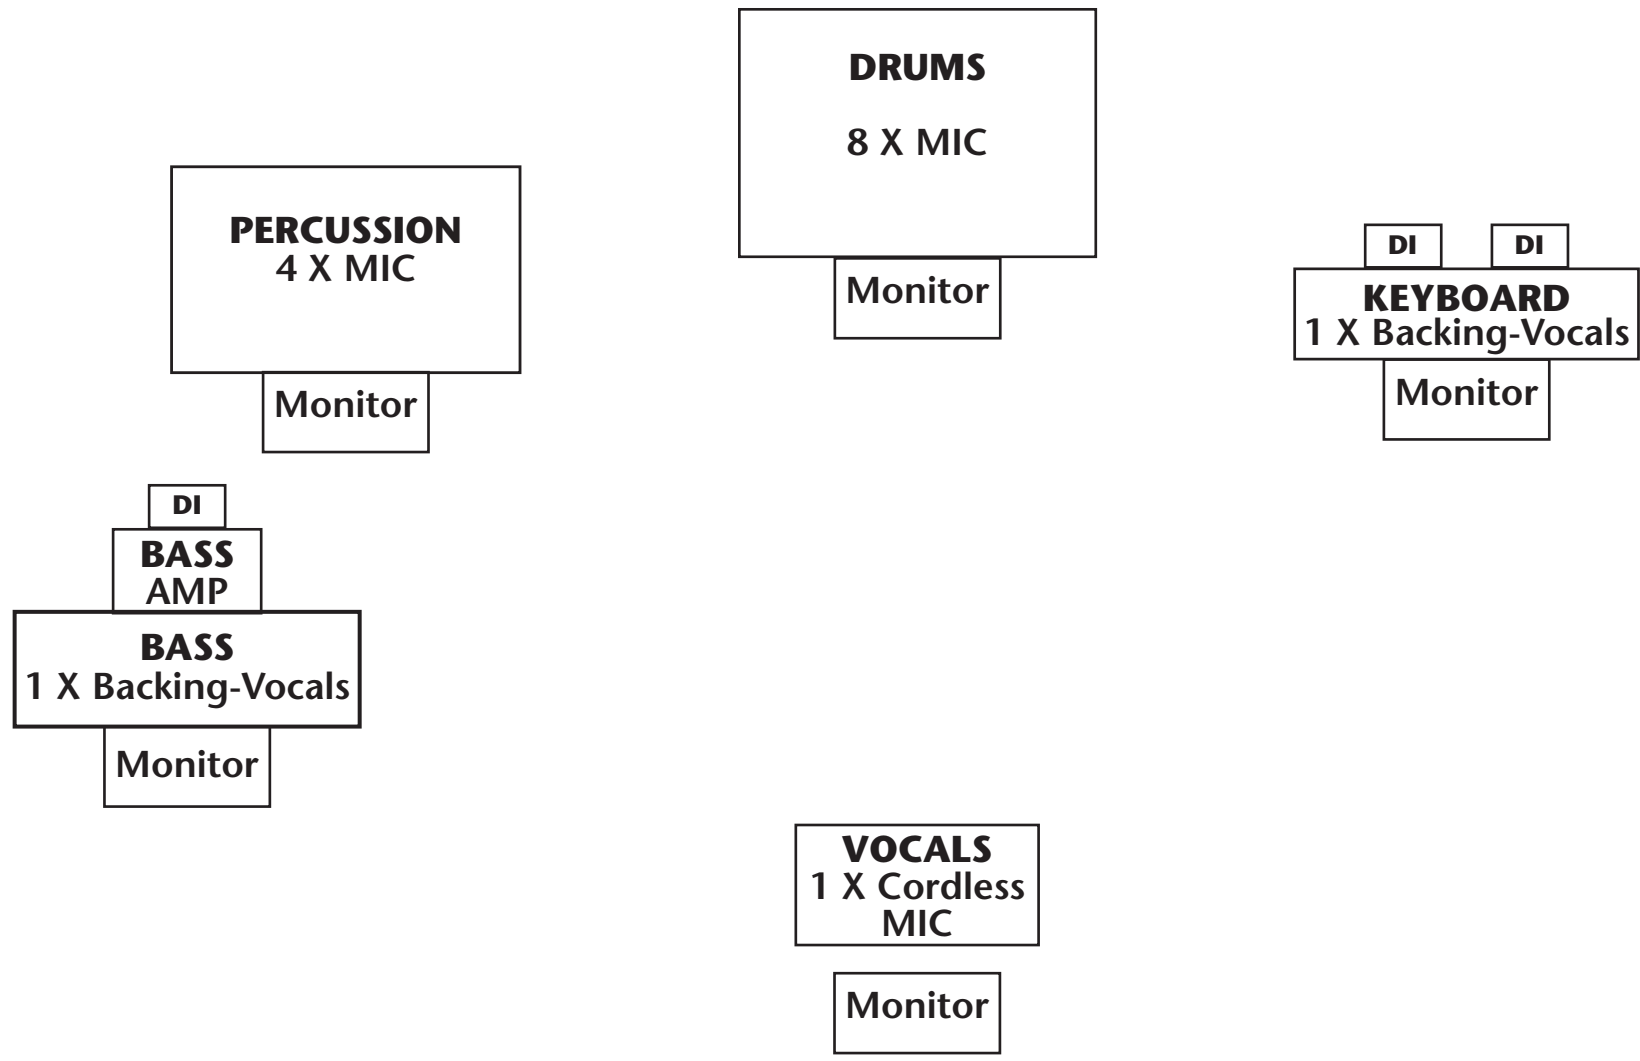 DRUMS
8 X MIC
Monitor
PERCUSSION
4 X MIC
Monitor
DI
DI
KEYBOARD
1 X Backing-Vocals
Monitor
DI
BASS
AMP
BASS
1 X Backing-Vocals
Monitor
VOCALS
1 X Cordless
MIC
Monitor